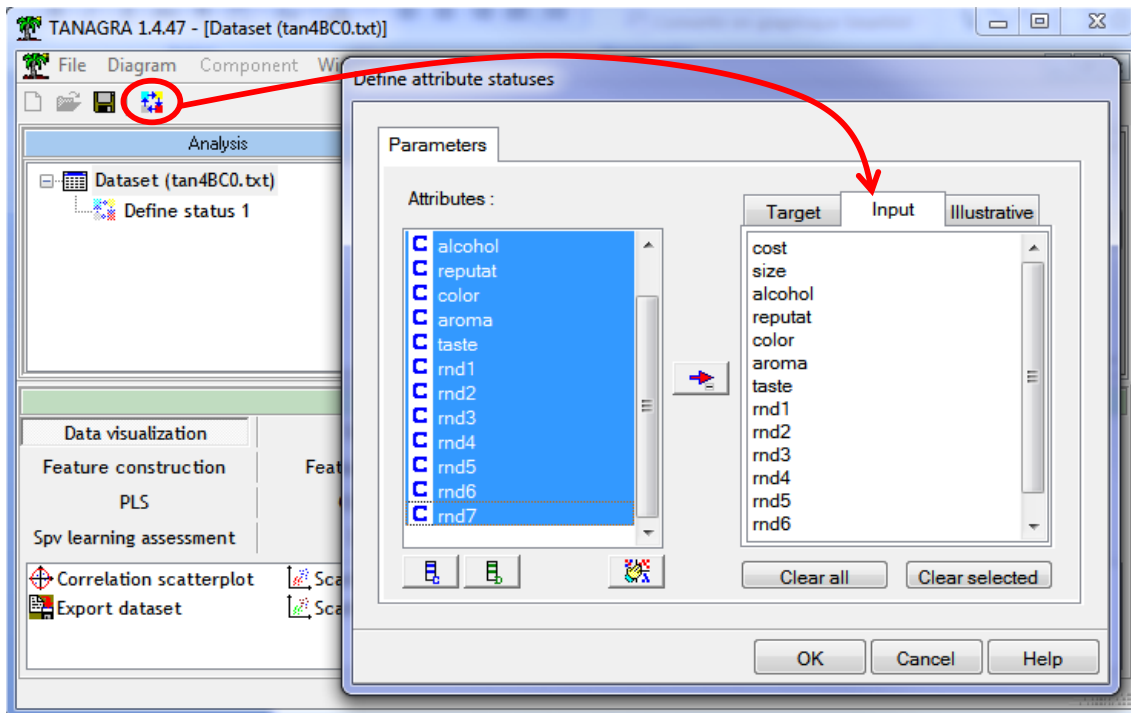 TANAGRA 1.4.47 - [Dataset (tan4BC0.txt)]
File Diagram Component
Define attribute statuses
Analysis
Dataset (tan4BC0.txt)
Define status 1
Parameters
Attributes :
C alcohol
C reputat
C color
C aroma
C taste
C rnd1
C rnd2
C rnd3
C rnd4
C rnd5
C rnd6
C rnd7
Target Input Illustrative
cost
size
alcohol
reputat
color
aroma
taste
rnd1
rnd2
rnd3
rnd4
rnd5
rnd6
Clear all Clear selected
OK Cancel Help
Data visualization
Feature construction
PLS
Spv learning assessment
Correlation scatterplot
Export dataset